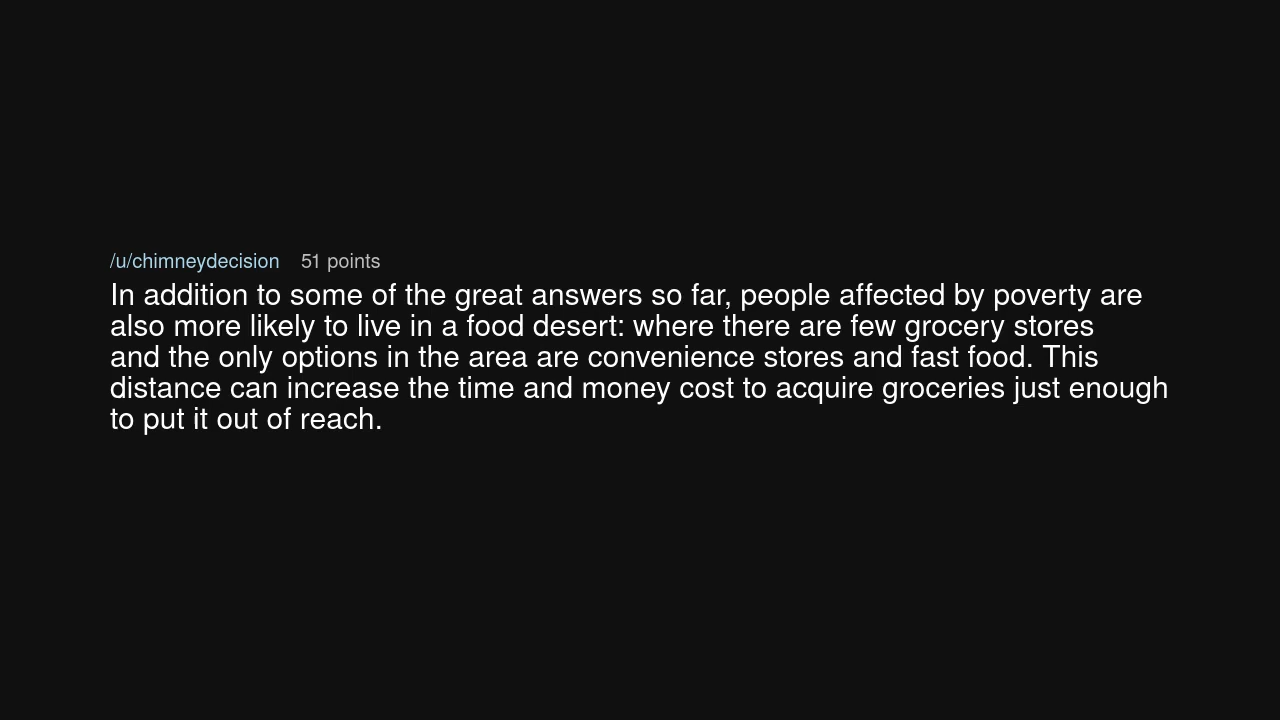 /u/chimneydecision 51 points
In addition to some of the great answers so far, people affected by poverty are
also more likely to live in a food desert: where there are few grocery stores
and the only options in the area are convenience stores and fast food. This
distance can increase the time and money cost to acquire groceries just enough
to put it out of reach.